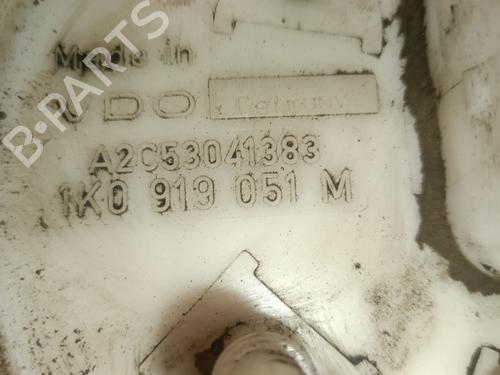 B-PARTS
Made in
VDO Germany
A2C53041383
1K0 919 051 M